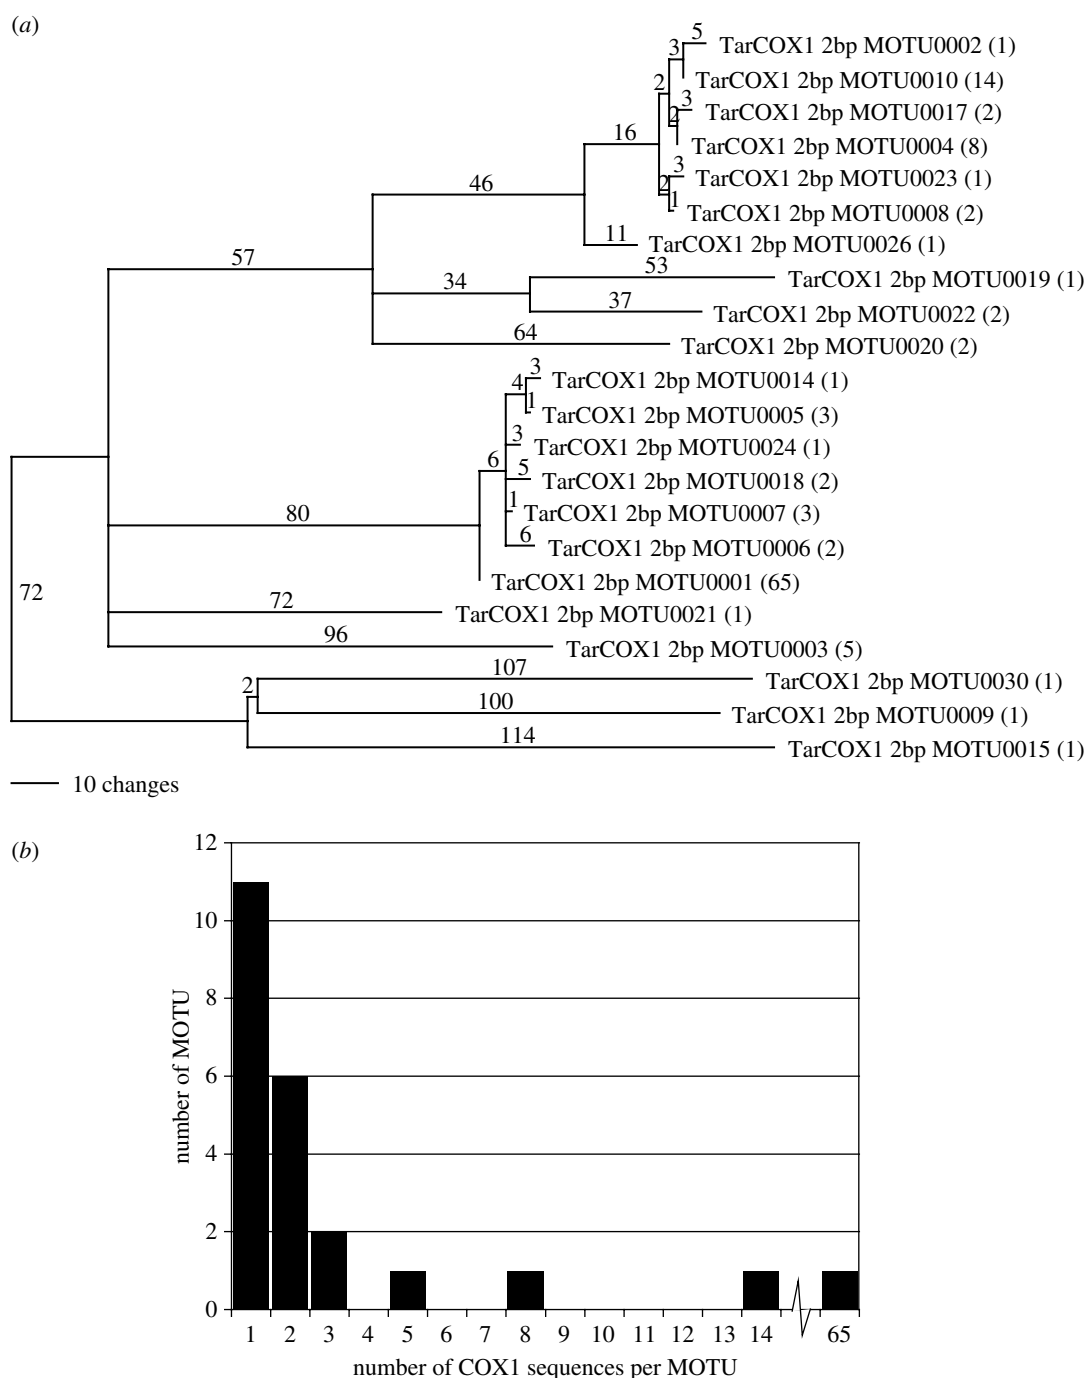 (a)
5
3
TarCOX1 2bp MOTU0002 (1)
2
TarCOX1 2bp MOTU0010 (14)
3
2
TarCOX1 2bp MOTU0017 (2)
16
TarCOX1 2bp MOTU0004 (8)
3
2
TarCOX1 2bp MOTU0023 (1)
46
1
TarCOX1 2bp MOTU0008 (2)
11
TarCOX1 2bp MOTU0026 (1)
57
53
TarCOX1 2bp MOTU0019 (1)
34
37
TarCOX1 2bp MOTU0022 (2)
64
TarCOX1 2bp MOTU0020 (2)
3
4
TarCOX1 2bp MOTU0014 (1)
1
TarCOX1 2bp MOTU0005 (3)
3
TarCOX1 2bp MOTU0024 (1)
6
5
TarCOX1 2bp MOTU0018 (2)
1
80
TarCOX1 2bp MOTU0007 (3)
6
TarCOX1 2bp MOTU0006 (2)
TarCOX1 2bp MOTU0001 (65)
72
72
TarCOX1 2bp MOTU0021 (1)
96
TarCOX1 2bp MOTU0003 (5)
107
2
TarCOX1 2bp MOTU0030 (1)
100
TarCOX1 2bp MOTU0009 (1)
114
TarCOX1 2bp MOTU0015 (1)
10 changes
(b)
12
10
8
6
4
2
0
number of MOTU
1 2 3 4 5 6 7 8 9 10 11 12 13 14 65
number of COX1 sequences per MOTU